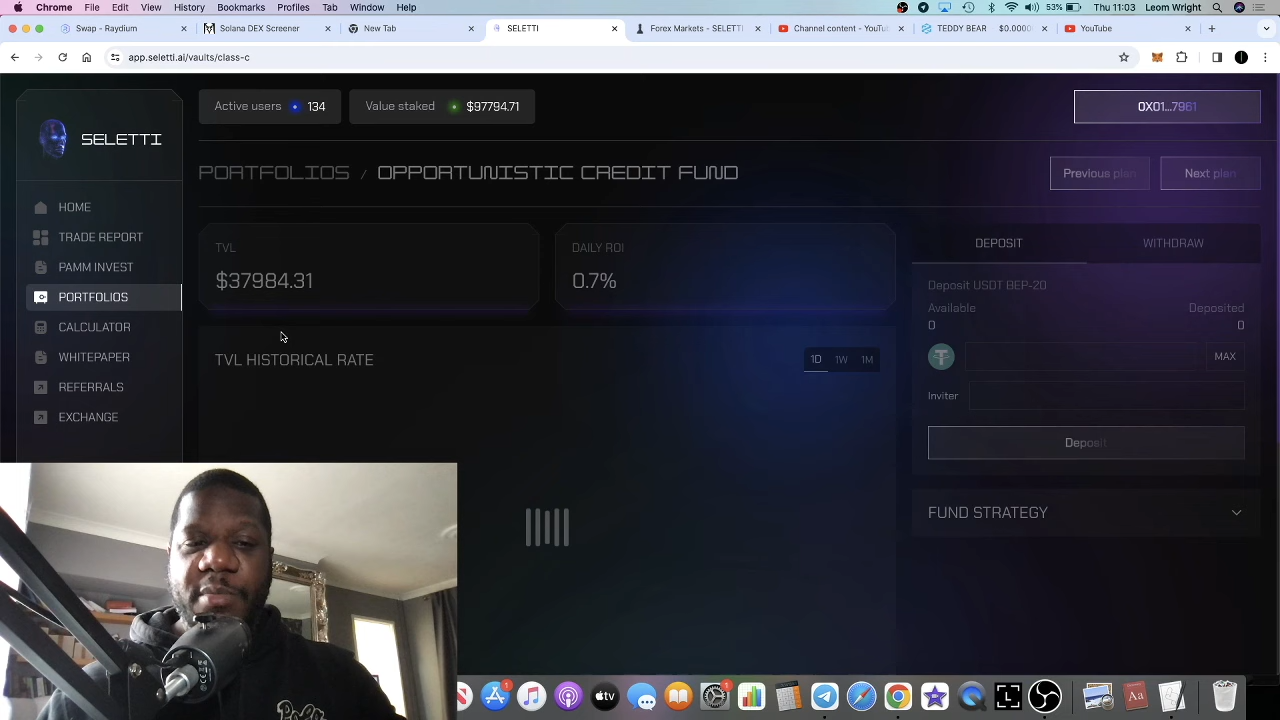 Chrome File Edit View History Bookmarks Profiles Tab Window Help
53% Thu 11:03 Leom Wright
Swap - Raydium
Solana DEX Screener
New Tab
SELETTI
Forex Markets - SELETTI
Channel content - YouTu
TEDDY BEAR $0.0000
YouTube
app.seletti.ai/vaults/class-c
SELETTI
HOME
TRADE REPORT
PAMM INVEST
PORTFOLIOS
CALCULATOR
WHITEPAPER
REFERRALS
EXCHANGE
Active users 134
Value staked $97794.71
0X01...7961
PORTFOLIOS / OPPORTUNISTIC CREDIT FUND
Previous plan
Next plan
TVL
$37984.31
DAILY ROI
0.7%
TVL HISTORICAL RATE
1D 1W 1M
DEPOSIT WITHDRAW
Deposit USDT BEP-20
Available Deposited
0 0
MAX
Inviter
Deposit
FUND STRATEGY
tv